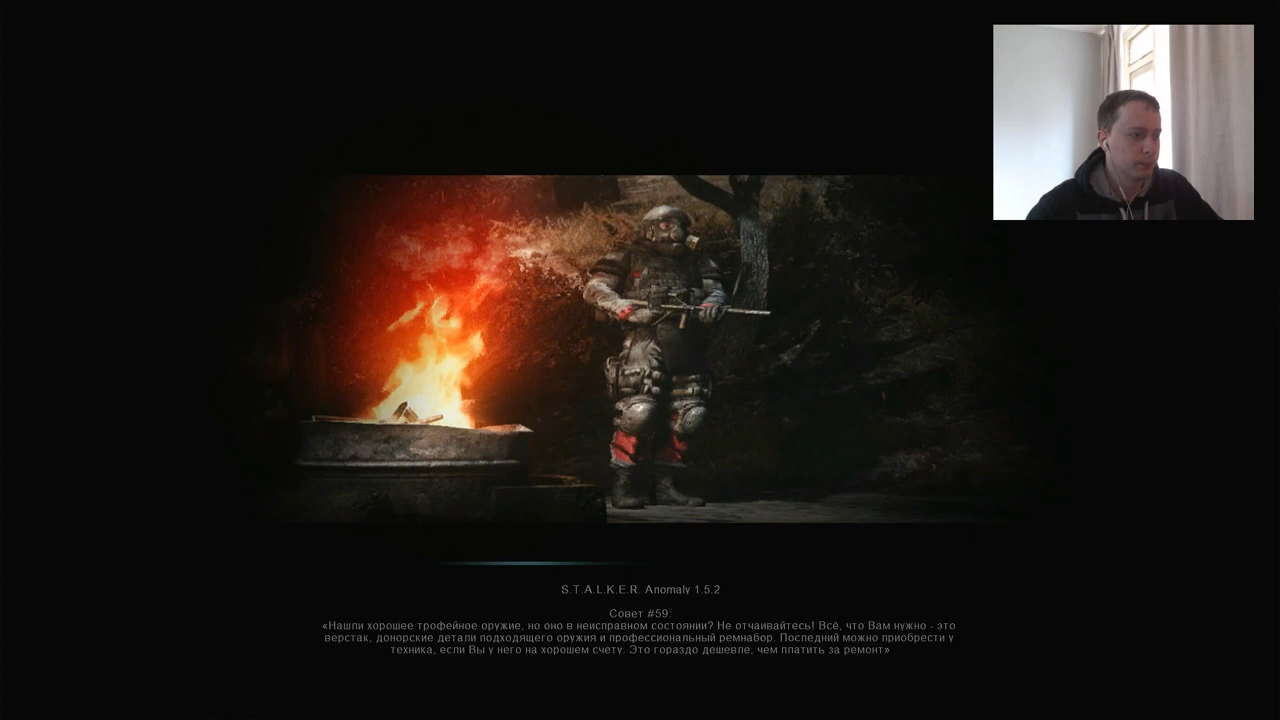 S.T.A.L.K.E.R. Anomaly 1.5.2
Совет #59:
«Нашли хорошее трофейное оружие, но оно в неисправном состоянии? Не отчаивайтесь! Всё, что Вам нужно - это
верстак, донорские детали подходящего оружия и профессиональный ремнабор. Последний можно приобрести у
техника, если Вы у него на хорошем счету. Это гораздо дешевле, чем платить за ремонт»